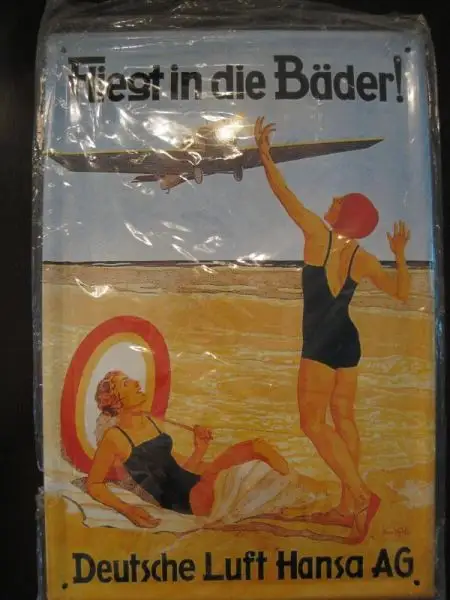 Fliegt in die Bäder!
Deutsche Luft Hansa AG